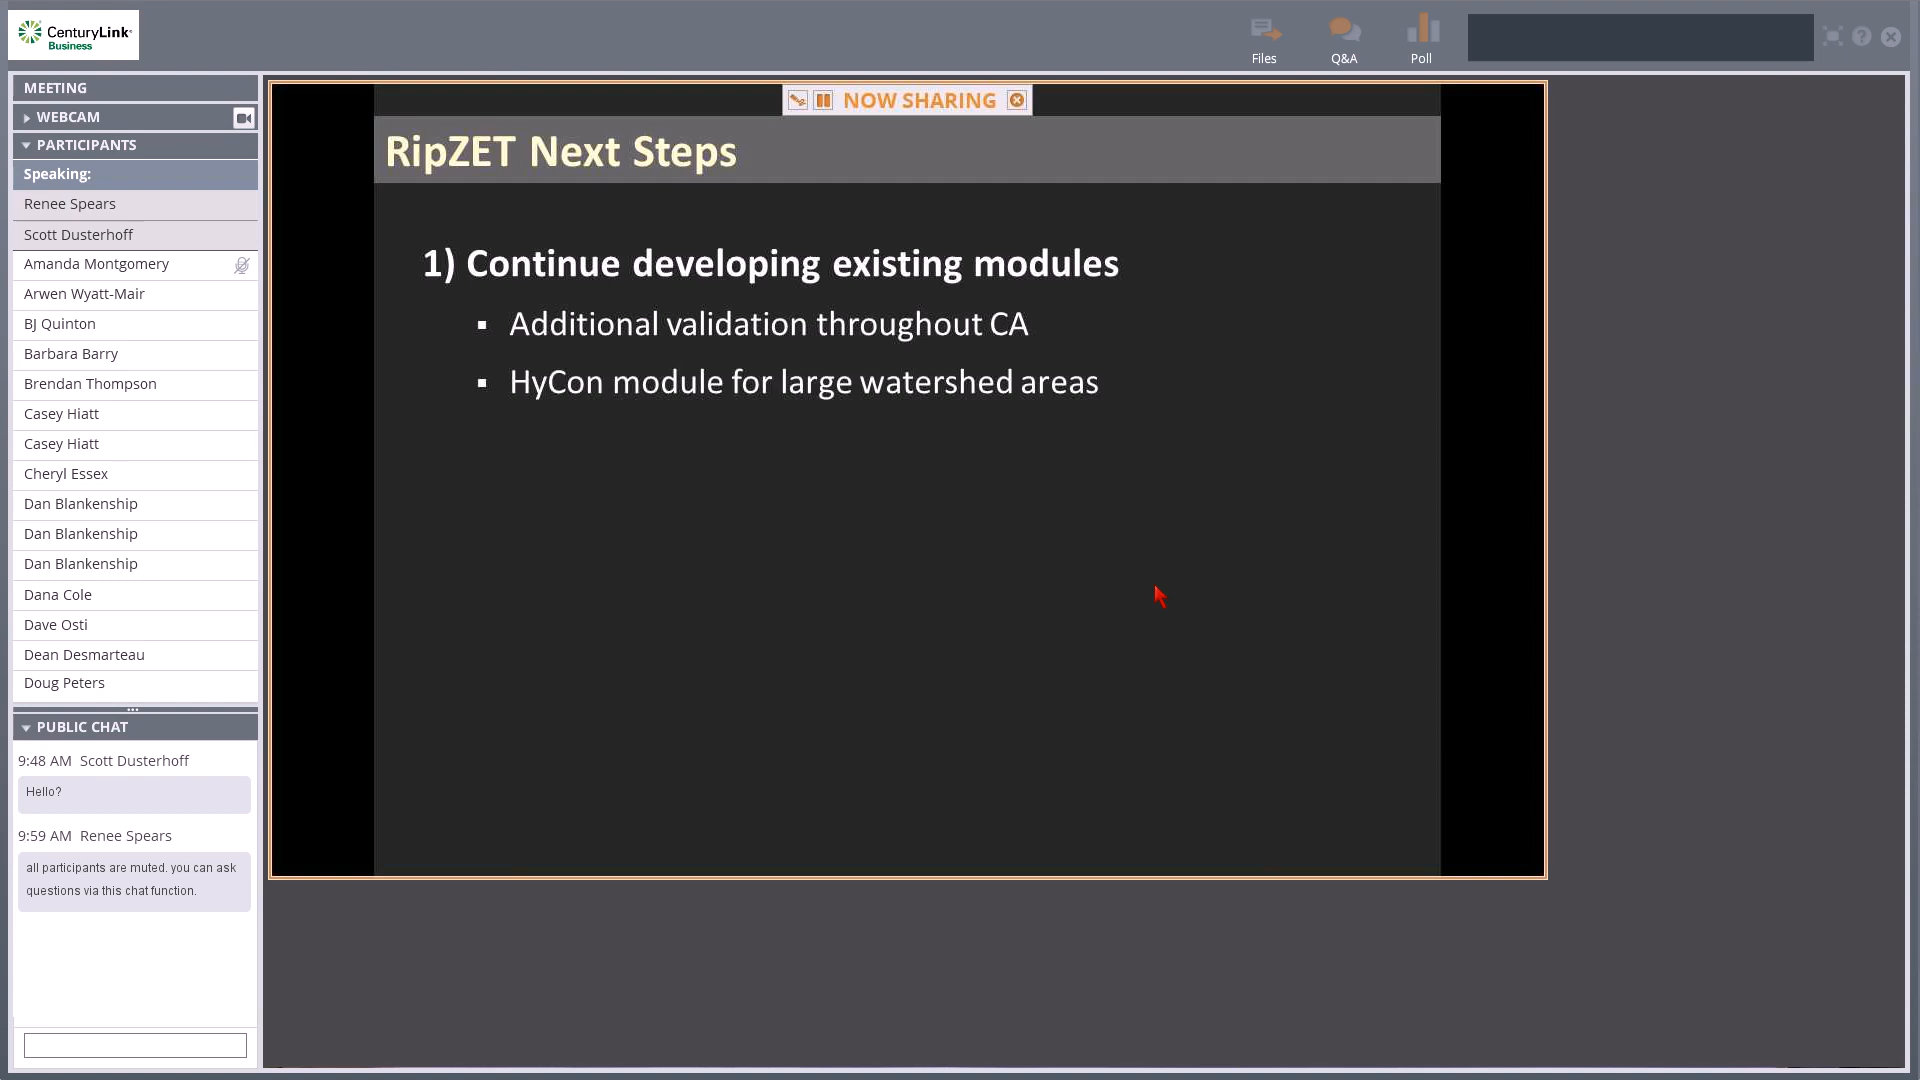 CenturyLink®
Business
Files
Q&A
Poll
MEETING
WEBCAM
PARTICIPANTS
Speaking:
Renee Spears
Scott Dusterhoff
Amanda Montgomery
Arwen Wyatt-Mair
BJ Quinton
Barbara Barry
Brendan Thompson
Casey Hiatt
Casey Hiatt
Cheryl Essex
Dan Blankenship
Dan Blankenship
Dan Blankenship
Dana Cole
Dave Osti
Dean Desmarteau
Doug Peters
PUBLIC CHAT
9:48 AM Scott Dusterhoff
Hello?
9:59 AM Renee Spears
all participants are muted. you can ask
questions via this chat function.
NOW SHARING
RipZET Next Steps
1) Continue developing existing modules
▪ Additional validation throughout CA
▪ HyCon module for large watershed areas